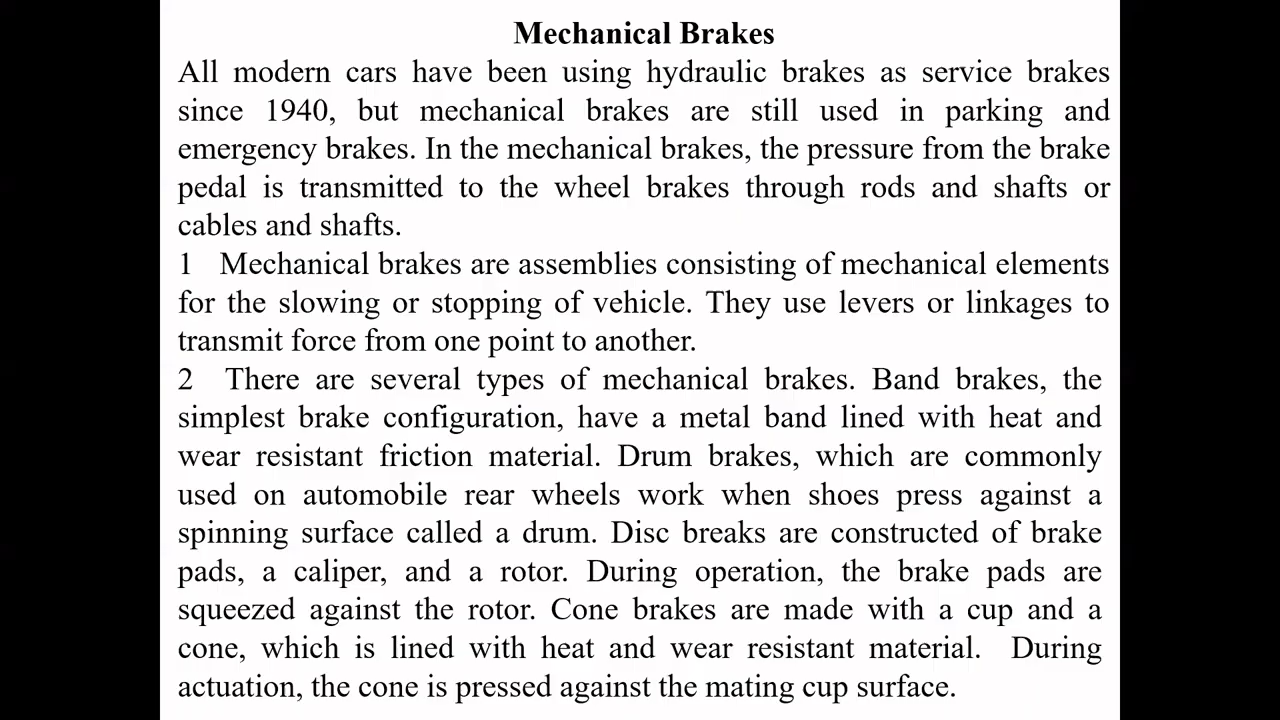 Mechanical Brakes
All modern cars have been using hydraulic brakes as service brakes
since 1940, but mechanical brakes are still used in parking and
emergency brakes. In the mechanical brakes, the pressure from the brake
pedal is transmitted to the wheel brakes through rods and shafts or
cables and shafts.
1 Mechanical brakes are assemblies consisting of mechanical elements
for the slowing or stopping of vehicle. They use levers or linkages to
transmit force from one point to another.
2 There are several types of mechanical brakes. Band brakes, the
simplest brake configuration, have a metal band lined with heat and
wear resistant friction material. Drum brakes, which are commonly
used on automobile rear wheels work when shoes press against a
spinning surface called a drum. Disc breaks are constructed of brake
pads, a caliper, and a rotor. During operation, the brake pads are
squeezed against the rotor. Cone brakes are made with a cup and a
cone, which is lined with heat and wear resistant material. During
actuation, the cone is pressed against the mating cup surface.